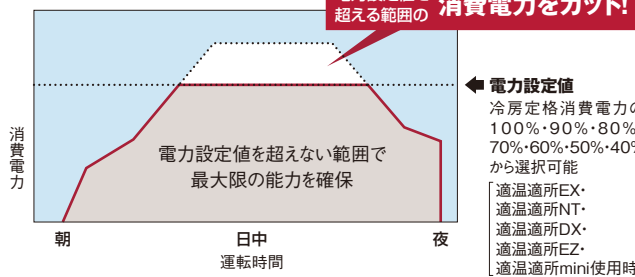 超える範囲の
消費電力をカット!
電力設定値
冷房定格消費電力の
100%・90%・80%
70%・60%・50%・40%
から選択可能
適温適所EX・
適温適所NT・
適温適所DX・
適温適所EZ・
適温適所mini使用時
消費電力
電力設定値を超えない範囲で
最大限の能力を確保
朝
日中
夜
運転時間